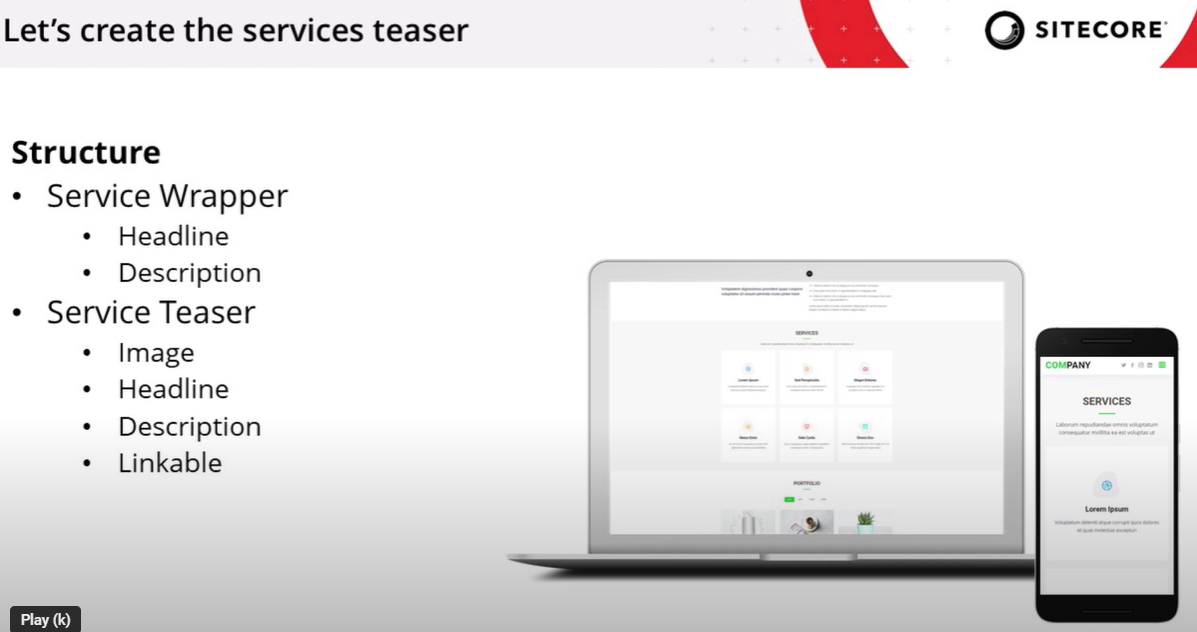 Let's create the services teaser
SITECORE
Structure
• Service Wrapper
• Headline
• Description
• Service Teaser
• Image
• Headline
• Description
• Linkable
SERVICES
Lorem Ipsum
PORTFOLIO
COMPANY
SERVICES
Laborum repudiandae omnis voluptatum
consequatur mollitia ea est voluptas ut
Lorem Ipsum
Voluptatum deleniti atque corrupti quos dolores
et quas molestias excepturi
Play (k)